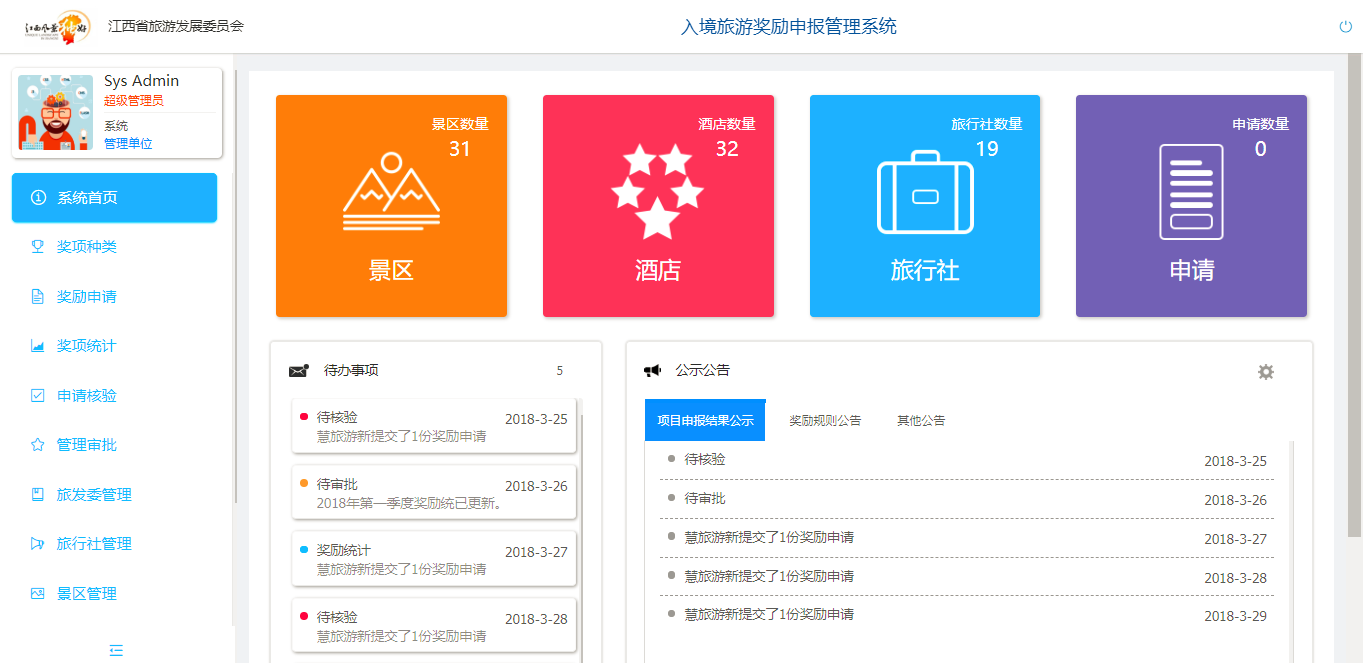 江西风景独好
江西省旅游发展委员会
入境旅游奖励申报管理系统
Sys Admin
超级管理员
系统
管理单位
系统首页
奖项种类
奖励申请
奖项统计
申请核验
管理审批
旅发委管理
旅行社管理
景区管理
景区数量
31
景区
酒店数量
32
酒店
旅行社数量
19
旅行社
申请数量
0
申请
待办事项 5
待核验 2018-3-25
慧旅游新提交了1份奖励申请
待审批 2018-3-26
2018年第一季度奖励统已更新。
奖励统计 2018-3-27
慧旅游新提交了1份奖励申请
待核验 2018-3-28
慧旅游新提交了1份奖励申请
公示公告
项目申报结果公示 奖励规则公告 其他公告
待核验 2018-3-25
待审批 2018-3-26
慧旅游新提交了1份奖励申请 2018-3-27
慧旅游新提交了1份奖励申请 2018-3-28
慧旅游新提交了1份奖励申请 2018-3-29